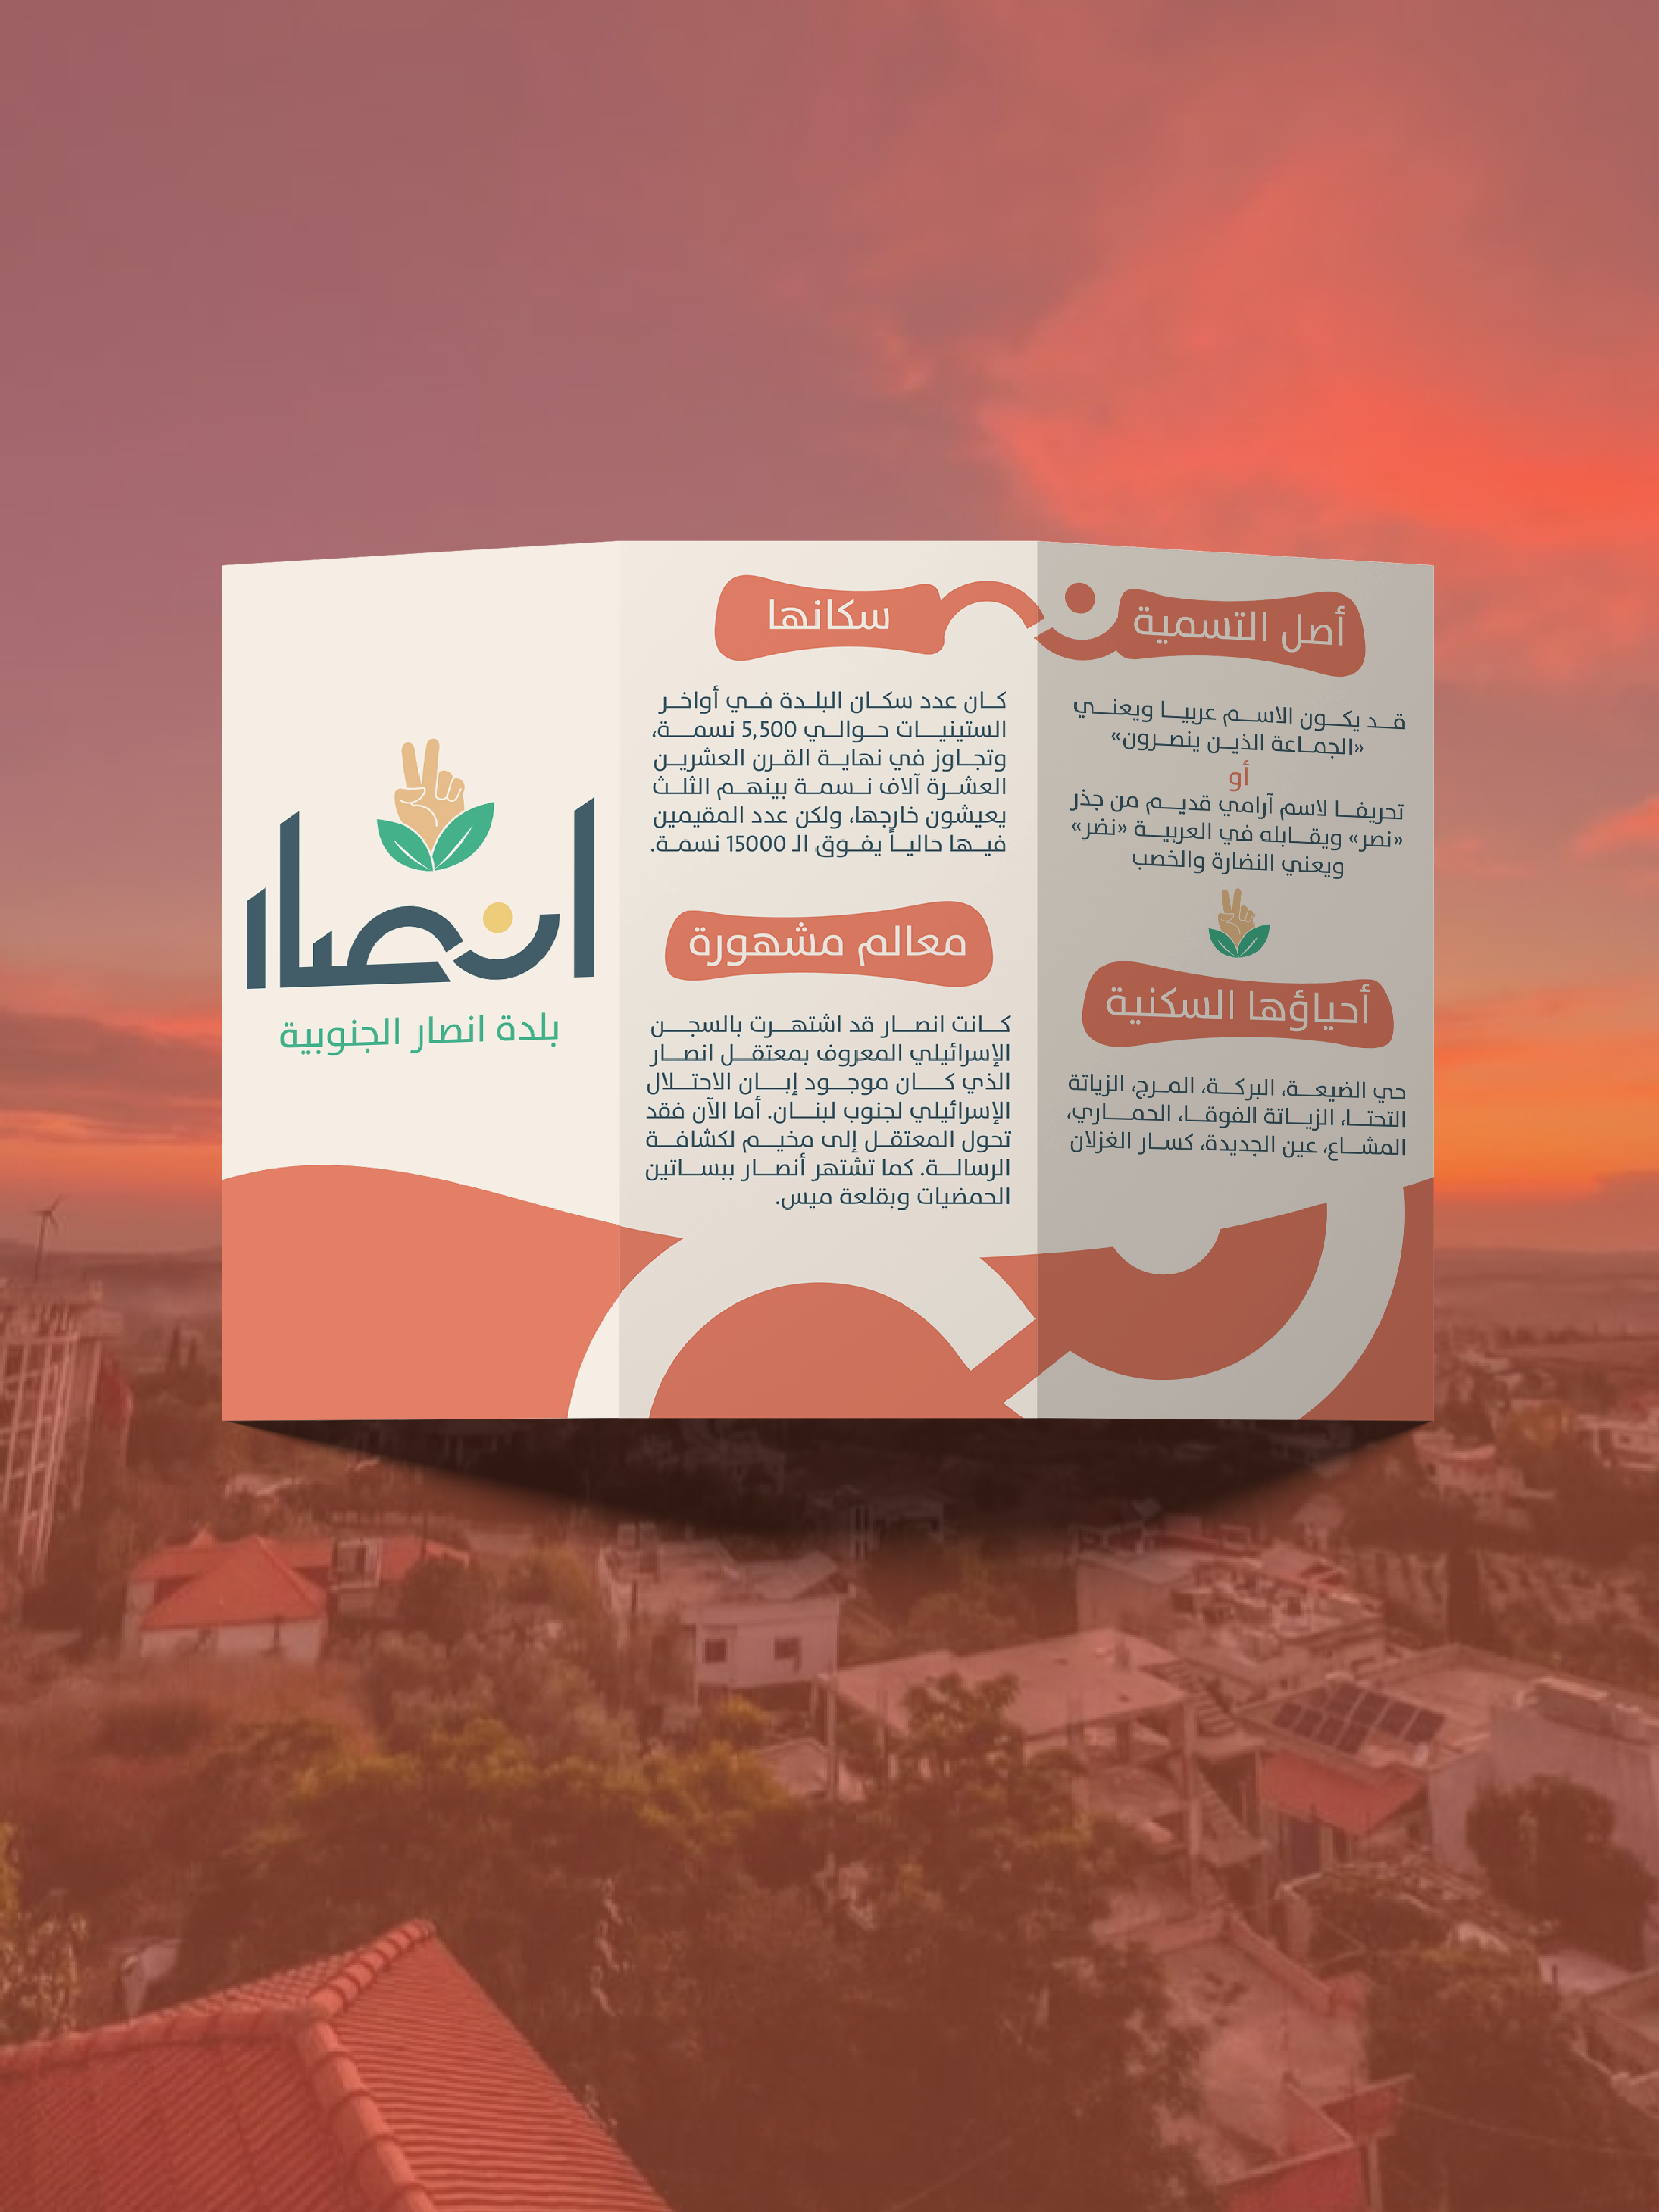 أصل التسمية
قد يكون الاسم عربيا ويعني
«الجماعة الذين ينصرون»
أو
تحريفا لاسم آرامي قديم من جذر
«نصر» ويقابله في العربية «نضر»
ويعني النضارة والخصب
أحياؤها السكنية
حي الضيعة، البركة، المرج، الزياتة
التحتا، الزياتة الفوقا، الحماري،
المشاع، عين الجديدة، كسار الغزلان
سكانها
كان عدد سكان البلدة في أواخر
الستينيات حوالي 5,500 نسمة،
وتجاوز في نهاية القرن العشرين
العشرة آلاف نسمة بينهم الثلث
يعيشون خارجها، ولكن عدد المقيمين
فيها حالياً يفوق الـ 15000 نسمة.
معالم مشهورة
كانت انصار قد اشتهرت بالسجن
الإسرائيلي المعروف بمعتقل انصار
الذي كان موجود إبان الاحتلال
الإسرائيلي لجنوب لبنان. أما الآن فقد
تحول المعتقل إلى مخيم لكشافة
الرسالة. كما تشتهر أنصار ببساتين
الحمضيات وبقلعة ميس.
انصار
بلدة انصار الجنوبية